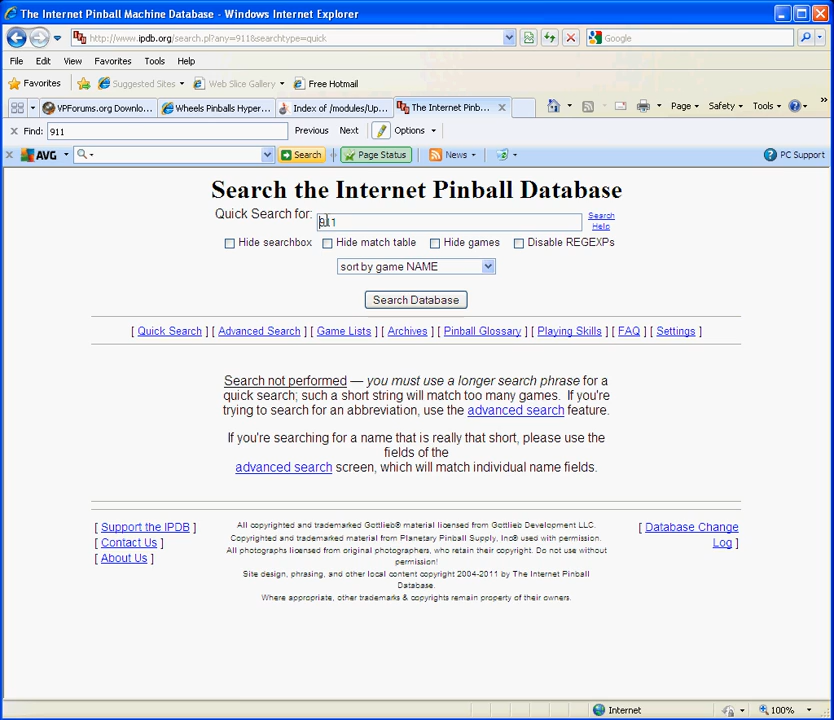 The Internet Pinball Machine Database - Windows Internet Explorer
http://www.ipdb.org/search.pl?any=911&searchtype=quick
Google
File Edit View Favorites Tools Help
Favorites Suggested Sites Web Slice Gallery Free Hotmail
VPForums.org Downlo... Wheels Pinballs Hyper... Index of /modules/Up... The Internet Pinb... Page Safety Tools
Find: 911 Previous Next Options
AVG Search Page Status News PC Support
Search the Internet Pinball Database
Quick Search for: 911 Search Help
Hide searchbox Hide match table Hide games Disable REGEXPs
sort by game NAME
Search Database
[ Quick Search ] [ Advanced Search ] [ Game Lists ] [ Archives ] [ Pinball Glossary ] [ Playing Skills ] [ FAQ ] [ Settings ]
Search not performed — you must use a longer search phrase for a
quick search; such a short string will match too many games. If you're
trying to search for an abbreviation, use the advanced search feature.
If you're searching for a name that is really that short, please use the
fields of the
advanced search screen, which will match individual name fields.
[ Support the IPDB ]
[ Contact Us ]
[ About Us ]
All copyrighted and trademarked Gottlieb® material licensed from Gottlieb Development LLC.
Copyrighted and trademarked material from Planetary Pinball Supply, Inc® used with permission.
All photographs licensed from original photographers, who retain their copyright. Do not use without
permission!
Site design, phrasing, and other local content copyright 2004-2011 by The Internet Pinball
Database.
Where appropriate, other trademarks & copyrights remain property of their owners.
[ Database Change
Log ]
Internet 100%